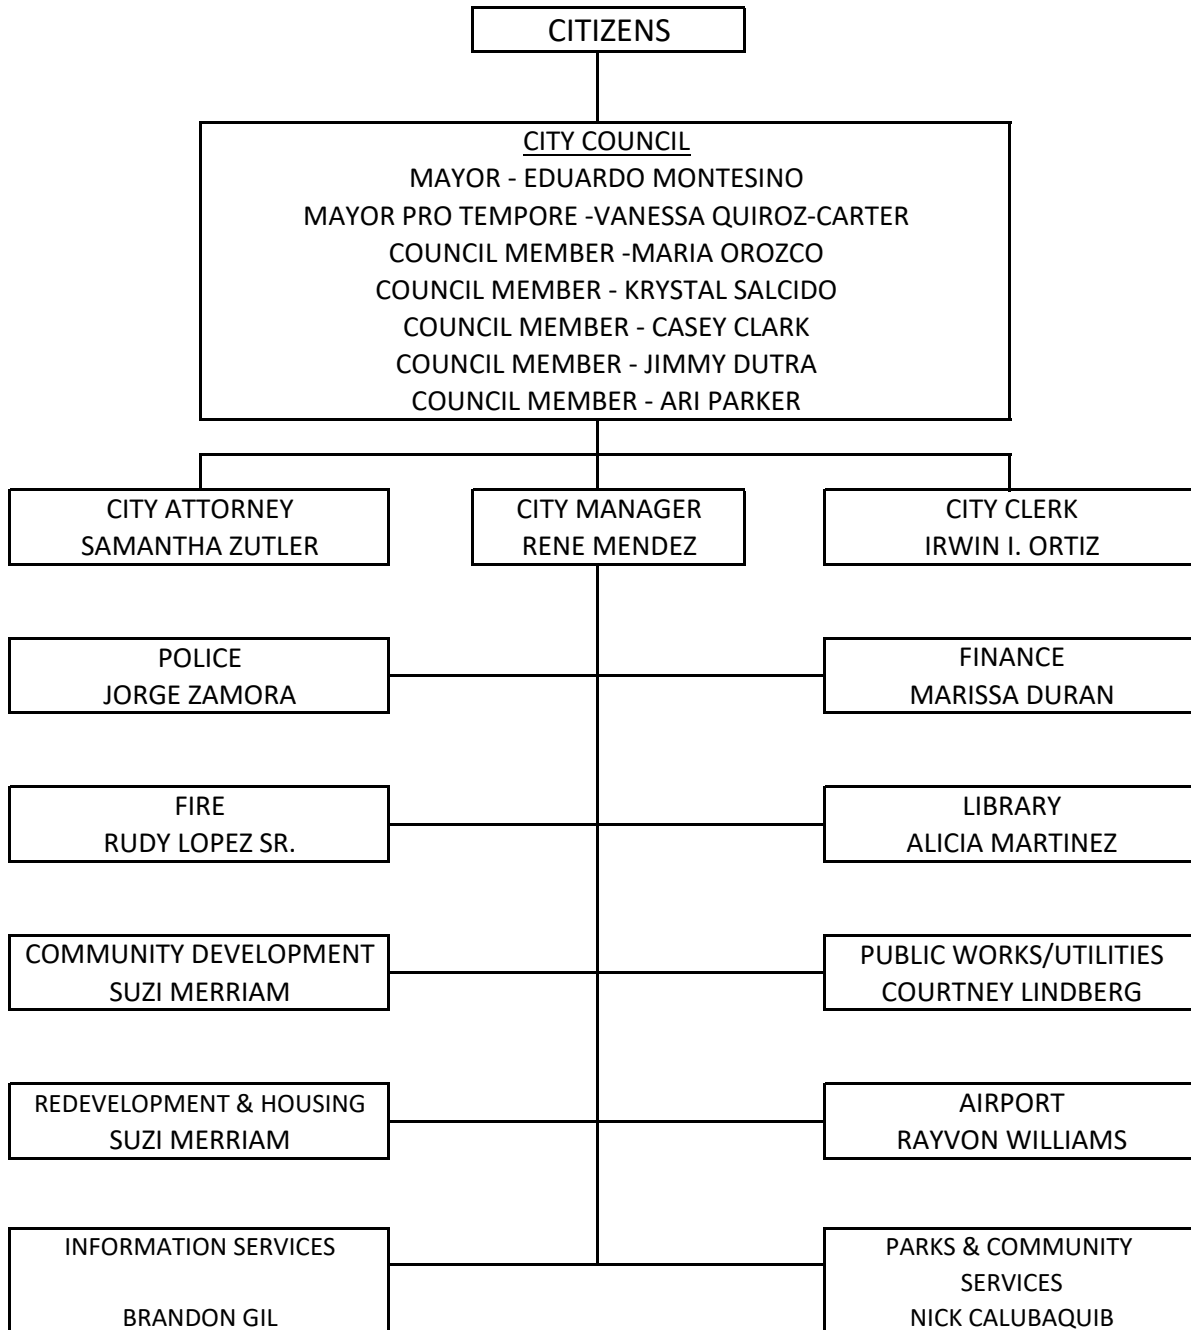 CITIZENS
CITY COUNCIL
MAYOR - EDUARDO MONTESINO
MAYOR PRO TEMPORE -VANESSA QUIROZ-CARTER
COUNCIL MEMBER -MARIA OROZCO
COUNCIL MEMBER - KRYSTAL SALCIDO
COUNCIL MEMBER - CASEY CLARK
COUNCIL MEMBER - JIMMY DUTRA
COUNCIL MEMBER - ARI PARKER
CITY ATTORNEY
SAMANTHA ZUTLER
CITY MANAGER
RENE MENDEZ
CITY CLERK
IRWIN I. ORTIZ
POLICE
JORGE ZAMORA
FINANCE
MARISSA DURAN
FIRE
RUDY LOPEZ SR.
LIBRARY
ALICIA MARTINEZ
COMMUNITY DEVELOPMENT
SUZI MERRIAM
PUBLIC WORKS/UTILITIES
COURTNEY LINDBERG
REDEVELOPMENT & HOUSING
SUZI MERRIAM
AIRPORT
RAYVON WILLIAMS
INFORMATION SERVICES
BRANDON GIL
PARKS & COMMUNITY
SERVICES
NICK CALUBAQUIB